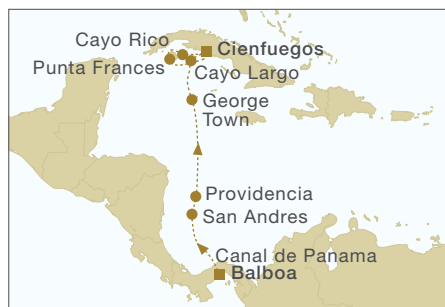 Cayo Rico
Cienfuegos
Punta Frances
Cayo Largo
George
Town
Providencia
San Andres
Canal de Panama
Balboa